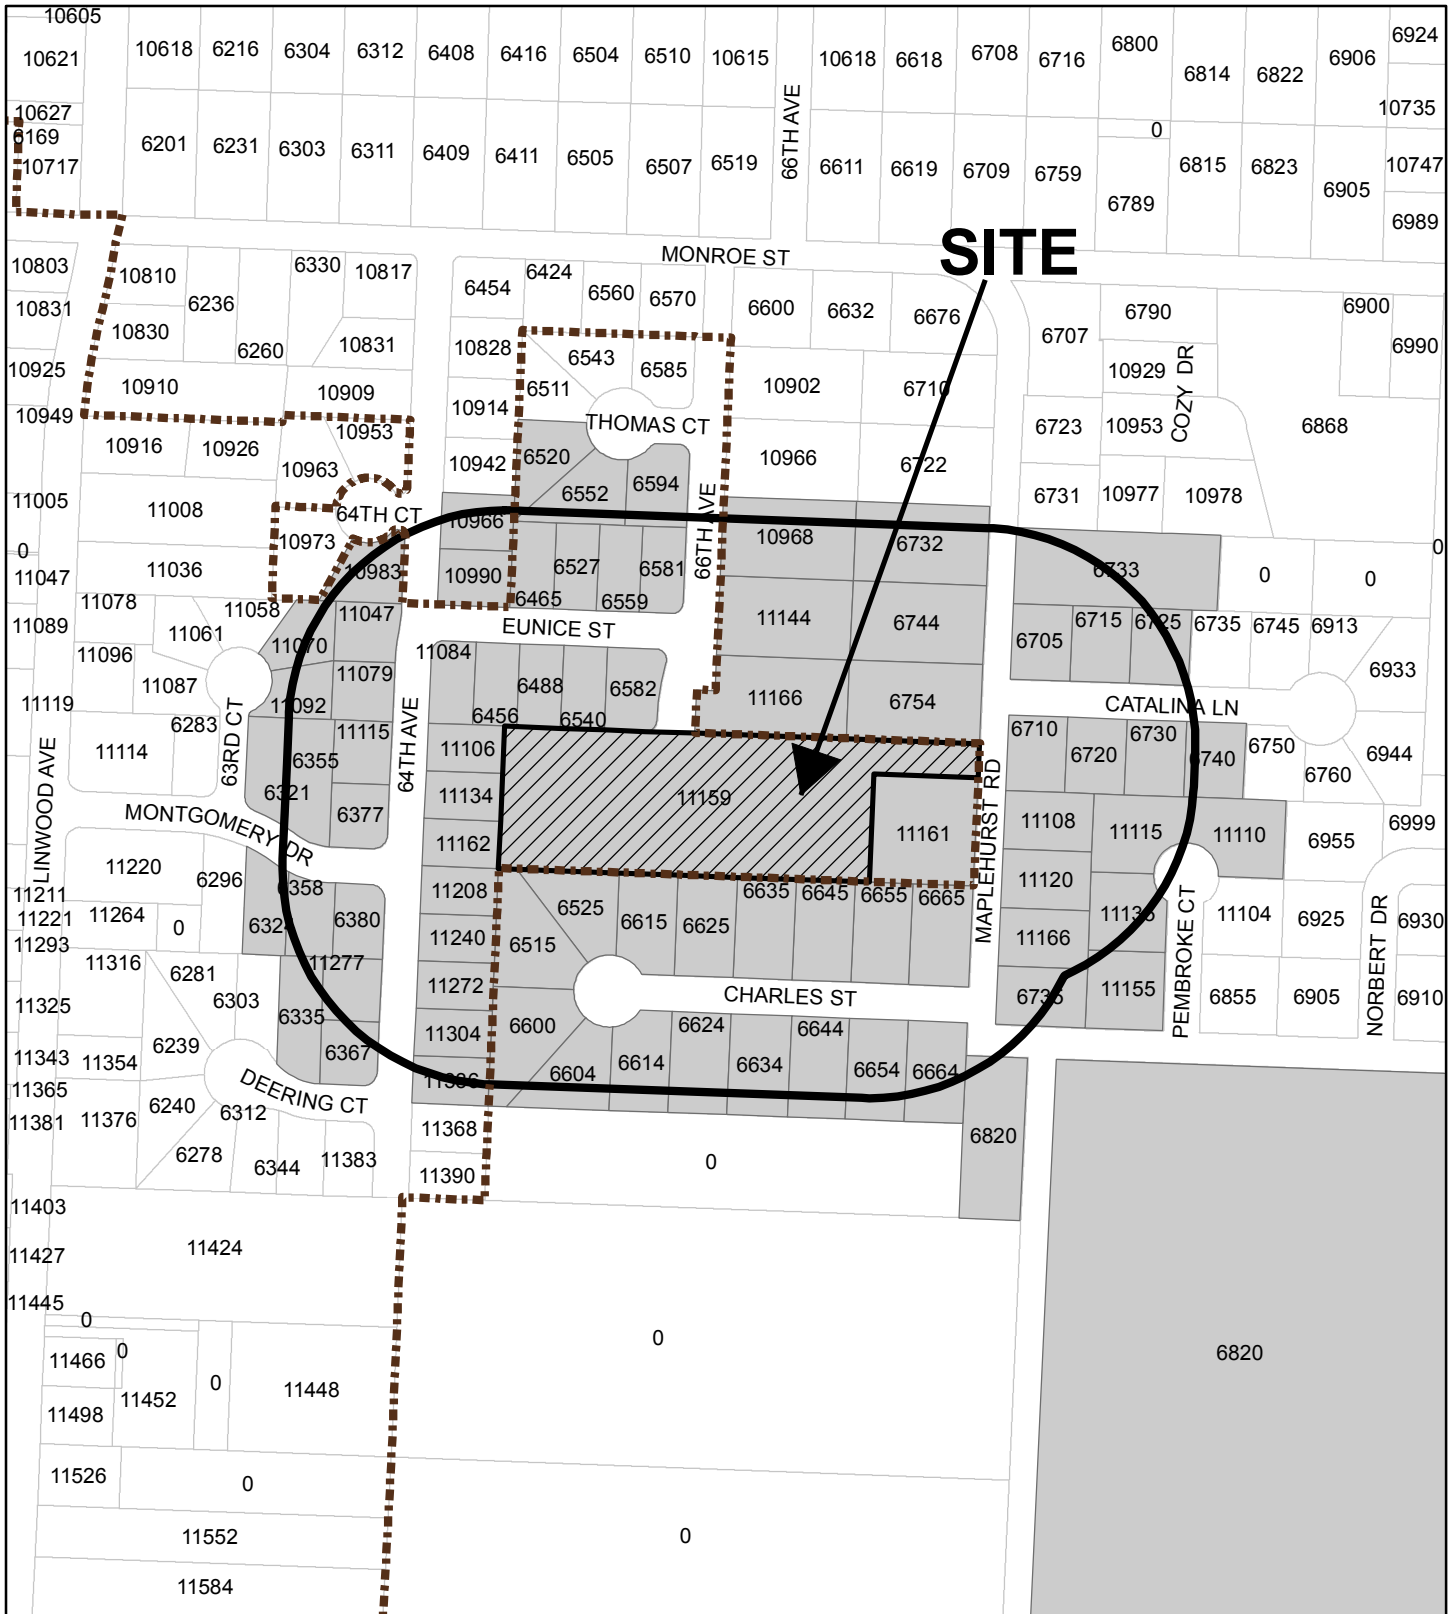 10605
10621 10618 6216 6304 6312 6408 6416 6504 6510 10615 10618 6618 6708 6716 6800 6814 6822 6906 6924
10627 10735
6169 0
10717 6201 6231 6303 6311 6409 6411 6505 6507 6519 66TH AVE 6611 6619 6709 6759 6789 6815 6823 6905 10747
6989
MONROE ST
SITE
10803 10810 6236 6330 10817 6454 6424 6560 6570 6600 6632 6676 6707 6790 6900
10831 10830 6260 10831 10828 6543 6585 6990
10925 10910 10909 10914 6511 10902 6710 10929 COZY DR
10949 10916 10926 10953 THOMAS CT 6723 10953 6868
10963 10942 6520 6552 6594 10966 6722 6731 10977 10978
11005 11008 64TH CT 10966 66TH AVE 10968 6732
0 10973 0
11047 11036 10983 10990 6527 6581 6733 0 0
11078 11058 11047 6465 6559
11089 11061 11070 EUNICE ST 11144 6744 6705 6715 6725 6735 6745 6913
11096 11087 11079 11084 6488 6582 6933
11119 6283 63RD CT 11092 64TH AVE 6456 6540 11166 6754 CATALINA LN
11114 11115 6710 6720 6730 6740 6750 6760 6944
LINWOOD AVE 6355 11106
6321 6377 11134 11159 MAPLEHURST RD
MONTGOMERY DR 11162 11161 11108 11115 11110 6955 6999
11220 6296 6358 11208 6635 6645 6655 6665 11120
11211
11221 11264 0 6324 6380 6525 6615 6625 11136 11104 6925 NORBERT DR 6930
11293 11240 6515 11166 PEMBROKE CT
11316 6281 11277 11272 CHARLES ST 6735 11155 6855 6905 6910
11325 6303 6335 11304 6600 6624 6644
11343 11354 6239 6367 6604 6614 6634 6654 6664
11365 DEERING CT 11336
11381 11376 6240 6312 11368 6820
6278 6344 11383 11390 0
11403
11427 11424
11445
0 0
11466 0 0 11448 6820
11452
11498
11526 0
11552 0
11584